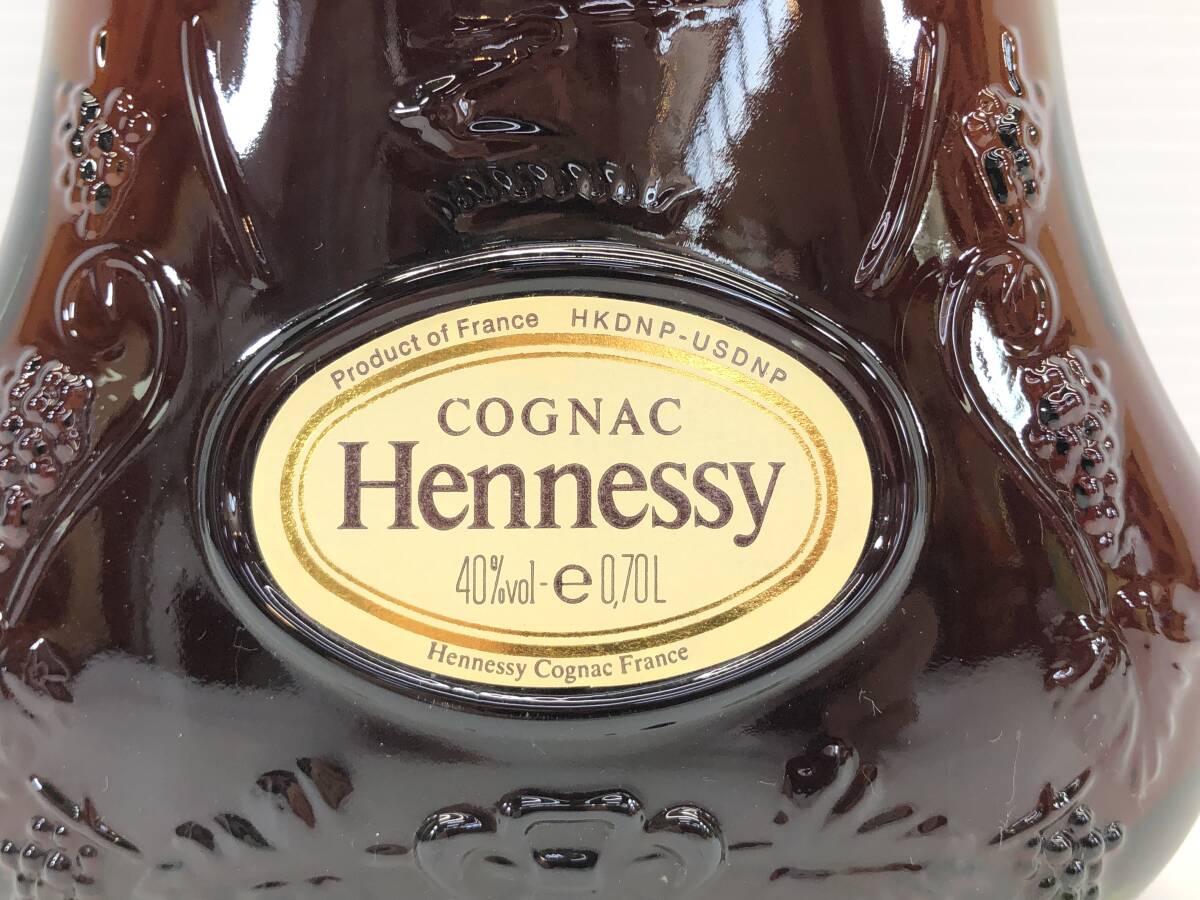 Product of France HKDNP-USDNP
COGNAC
Hennessy
40%vol-e 0,70L
Hennessy Cognac France